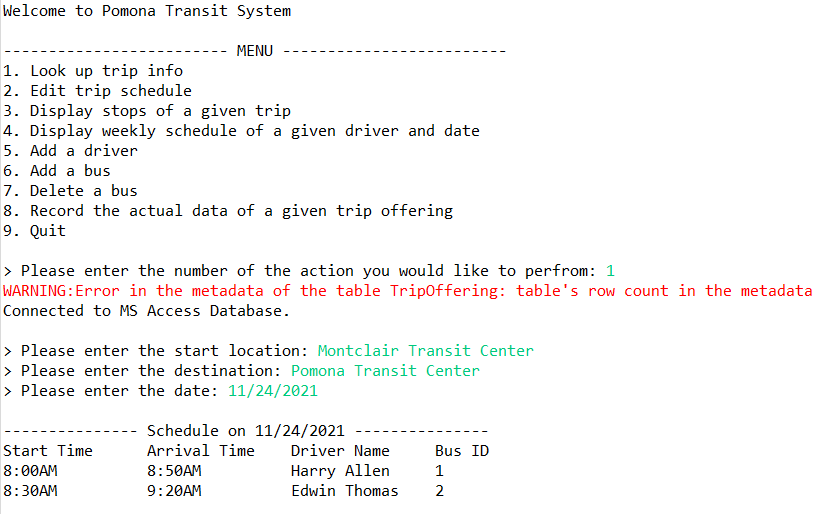 Welcome to Pomona Transit System
------------------------- MENU -------------------------
1. Look up trip info
2. Edit trip schedule
3. Display stops of a given trip
4. Display weekly schedule of a given driver and date
5. Add a driver
6. Add a bus
7. Delete a bus
8. Record the actual data of a given trip offering
9. Quit
> Please enter the number of the action you would like to perfrom: 1
WARNING:Error in the metadata of the table TripOffering: table's row count in the metadata
Connected to MS Access Database.
> Please enter the start location: Montclair Transit Center
> Please enter the destination: Pomona Transit Center
> Please enter the date: 11/24/2021
--------------- Schedule on 11/24/2021 ---------------
Start Time      Arrival Time    Driver Name     Bus ID
8:00AM          8:50AM          Harry Allen     1
8:30AM          9:20AM          Edwin Thomas    2